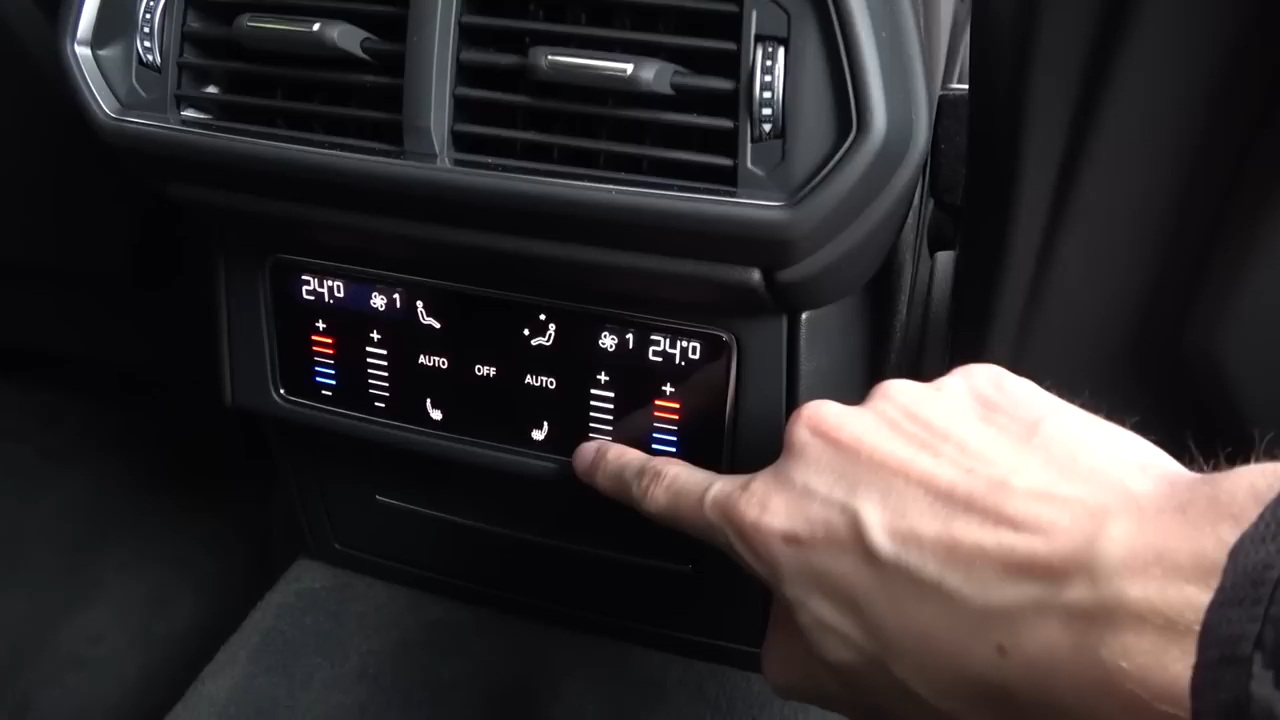 24.0 1
1 24.0
+ + + +
AUTO OFF AUTO
- -